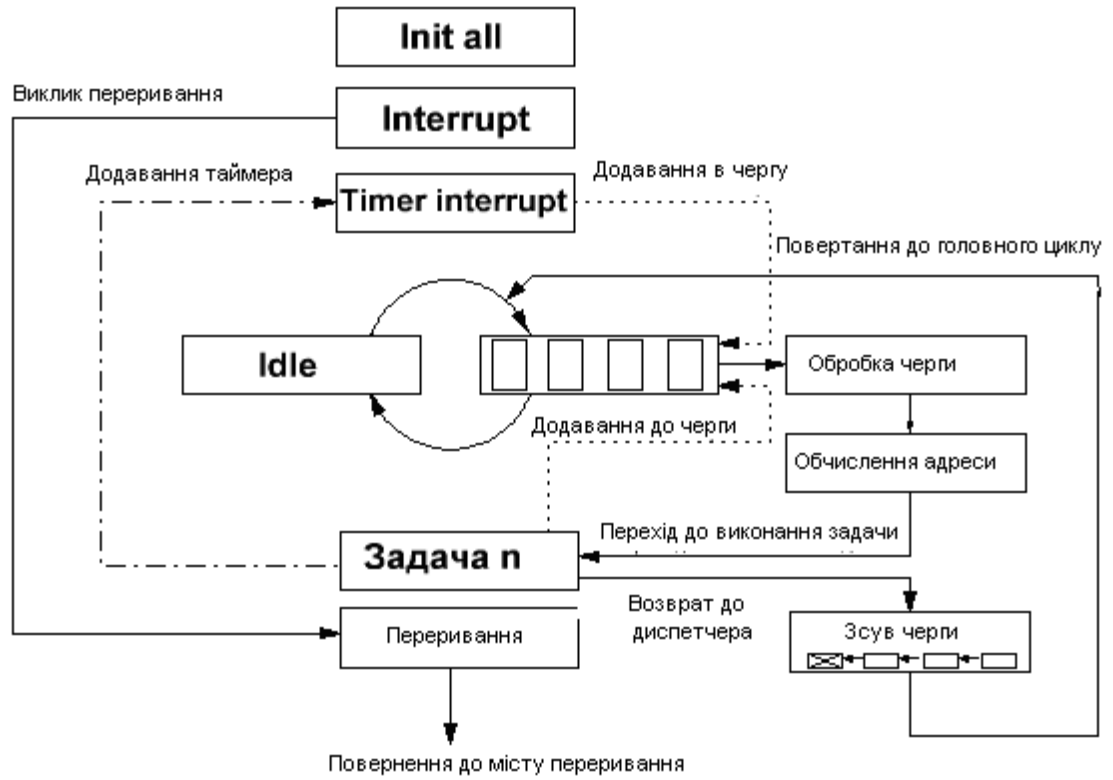 Init all
Виклик переривання
Interrupt
Додавання таймера
Додавання в чергу
Timer interrupt
Повертання до головного циклу
Idle
Обробка черги
Додавання до черги
Обчислення адреси
Перехід до виконання задачи
Задача n
Возврат до
диспетчера
Переривання
Зсув черги
Повернення до місту переривання